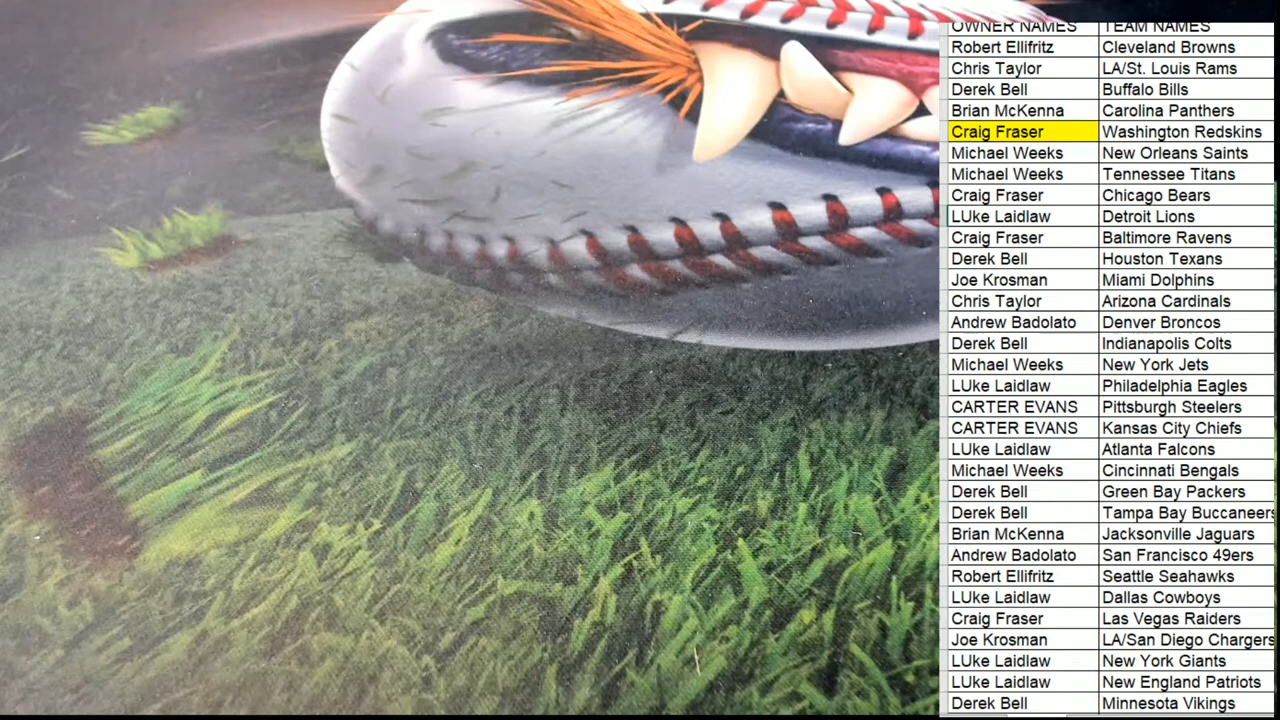 OWNER NAMES TEAM NAMES
Robert Ellifritz Cleveland Browns
Chris Taylor LA/St. Louis Rams
Derek Bell Buffalo Bills
Brian McKenna Carolina Panthers
Craig Fraser Washington Redskins
Michael Weeks New Orleans Saints
Michael Weeks Tennessee Titans
Craig Fraser Chicago Bears
LUke Laidlaw Detroit Lions
Craig Fraser Baltimore Ravens
Derek Bell Houston Texans
Joe Krosman Miami Dolphins
Chris Taylor Arizona Cardinals
Andrew Badolato Denver Broncos
Derek Bell Indianapolis Colts
Michael Weeks New York Jets
LUke Laidlaw Philadelphia Eagles
CARTER EVANS Pittsburgh Steelers
CARTER EVANS Kansas City Chiefs
LUke Laidlaw Atlanta Falcons
Michael Weeks Cincinnati Bengals
Derek Bell Green Bay Packers
Derek Bell Tampa Bay Buccaneers
Brian McKenna Jacksonville Jaguars
Andrew Badolato San Francisco 49ers
Robert Ellifritz Seattle Seahawks
LUke Laidlaw Dallas Cowboys
Craig Fraser Las Vegas Raiders
Joe Krosman LA/San Diego Chargers
LUke Laidlaw New York Giants
LUke Laidlaw New England Patriots
Derek Bell Minnesota Vikings